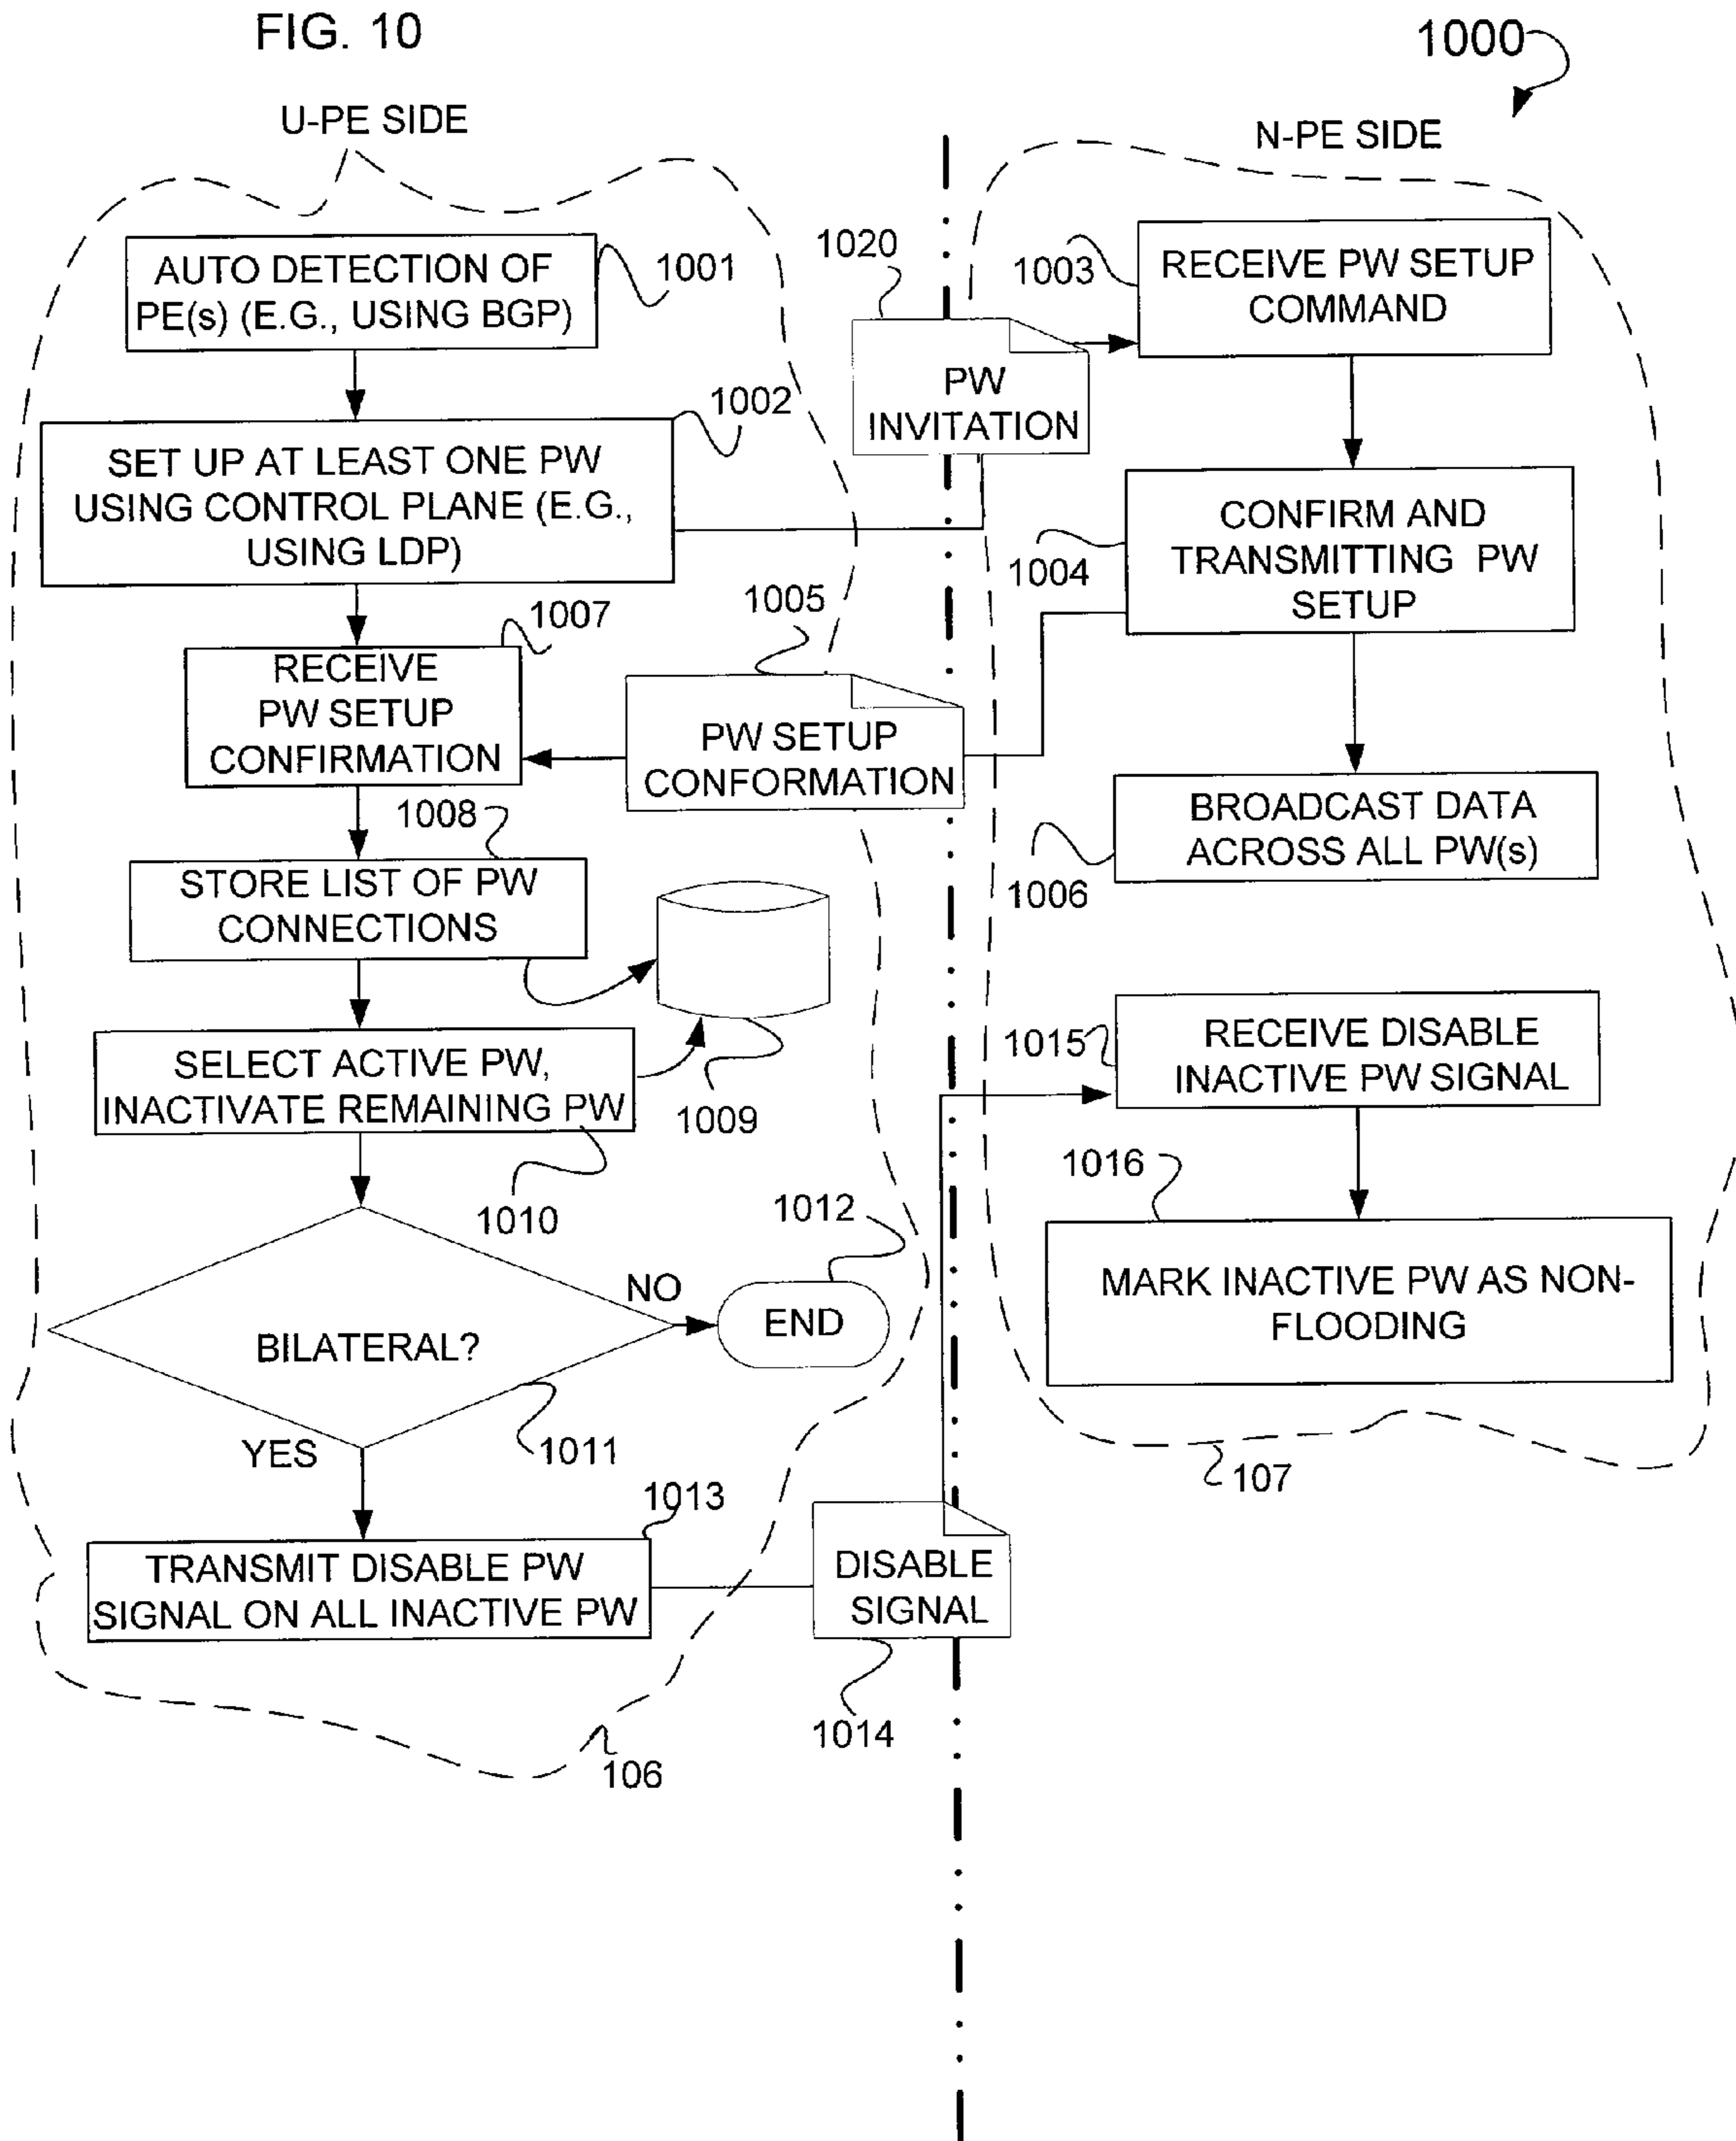 FIG. 10
1000
U-PE SIDE
N-PE SIDE
AUTO DETECTION OF
PE(s) (E.G., USING BGP)
1001
1020
1003
RECEIVE PW SETUP
COMMAND
PW
INVITATION
1002
SET UP AT LEAST ONE PW
USING CONTROL PLANE (E.G.,
USING LDP)
1004
CONFIRM AND
TRANSMITTING PW
SETUP
1007
1005
RECEIVE
PW SETUP
CONFIRMATION
PW SETUP
CONFORMATION
BROADCAST DATA
ACROSS ALL PW(s)
1006
1008
STORE LIST OF PW
CONNECTIONS
1009
1015
RECEIVE DISABLE
INACTIVE PW SIGNAL
SELECT ACTIVE PW,
INACTIVATE REMAINING PW
1010
1016
MARK INACTIVE PW AS NON-
FLOODING
1012
NO
END
BILATERAL?
1011
YES
107
1013
TRANSMIT DISABLE PW
SIGNAL ON ALL INACTIVE PW
DISABLE
SIGNAL
1014
106